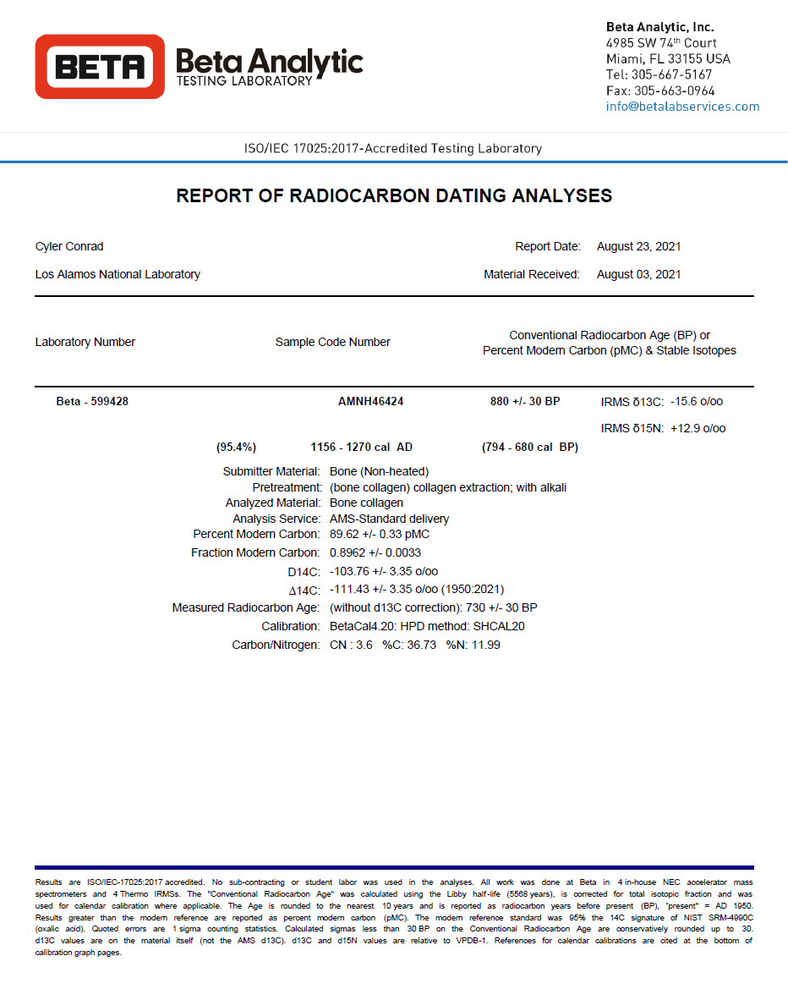 BETA
Beta Analytic
TESTING LABORATORY
Beta Analytic, Inc.
4985 SW 74th Court
Miami, FL 33155 USA
Tel: 305-667-5167
Fax: 305-663-0964
info@betalabservices.com
ISO/IEC 17025:2017-Accredited Testing Laboratory
REPORT OF RADIOCARBON DATING ANALYSES
Cyler Conrad Report Date: August 23, 2021
Los Alamos National Laboratory Material Received: August 03, 2021
Laboratory Number Sample Code Number Conventional Radiocarbon Age (BP) or
Percent Modern Carbon (pMC) & Stable Isotopes
Beta - 599428 AMNH46424 880 +/- 30 BP IRMS δ13C: -15.6 o/oo
IRMS δ15N: +12.9 o/oo
(95.4%) 1156 - 1270 cal AD (794 - 680 cal BP)
Submitter Material: Bone (Non-heated)
Pretreatment: (bone collagen) collagen extraction; with alkali
Analyzed Material: Bone collagen
Analysis Service: AMS-Standard delivery
Percent Modern Carbon: 89.62 +/- 0.33 pMC
Fraction Modern Carbon: 0.8962 +/- 0.0033
D14C: -103.76 +/- 3.35 o/oo
∆14C: -111.43 +/- 3.35 o/oo (1950:2021)
Measured Radiocarbon Age: (without d13C correction): 730 +/- 30 BP
Calibration: BetaCal4.20: HPD method: SHCAL20
Carbon/Nitrogen: CN : 3.6 %C: 36.73 %N: 11.99
Results are ISO/IEC-17025:2017 accredited. No sub-contracting or student labor was used in the analyses. All work was done at Beta in 4 in-house NEC accelerator mass
spectrometers and 4 Thermo IRMSs. The "Conventional Radiocarbon Age" was calculated using the Libby half-life (5568 years), is corrected for total isotopic fraction and was
used for calendar calibration where applicable. The Age is rounded to the nearest 10 years and is reported as radiocarbon years before present (BP), “present" = AD 1950.
Results greater than the modern reference are reported as percent modern carbon (pMC). The modern reference standard was 95% the 14C signature of NIST SRM-4990C
(oxalic acid). Quoted errors are 1 sigma counting statistics. Calculated sigmas less than 30 BP on the Conventional Radiocarbon Age are conservatively rounded up to 30.
d13C values are on the material itself (not the AMS d13C). d13C and d15N values are relative to VPDB-1. References for calendar calibrations are cited at the bottom of
calibration graph pages.